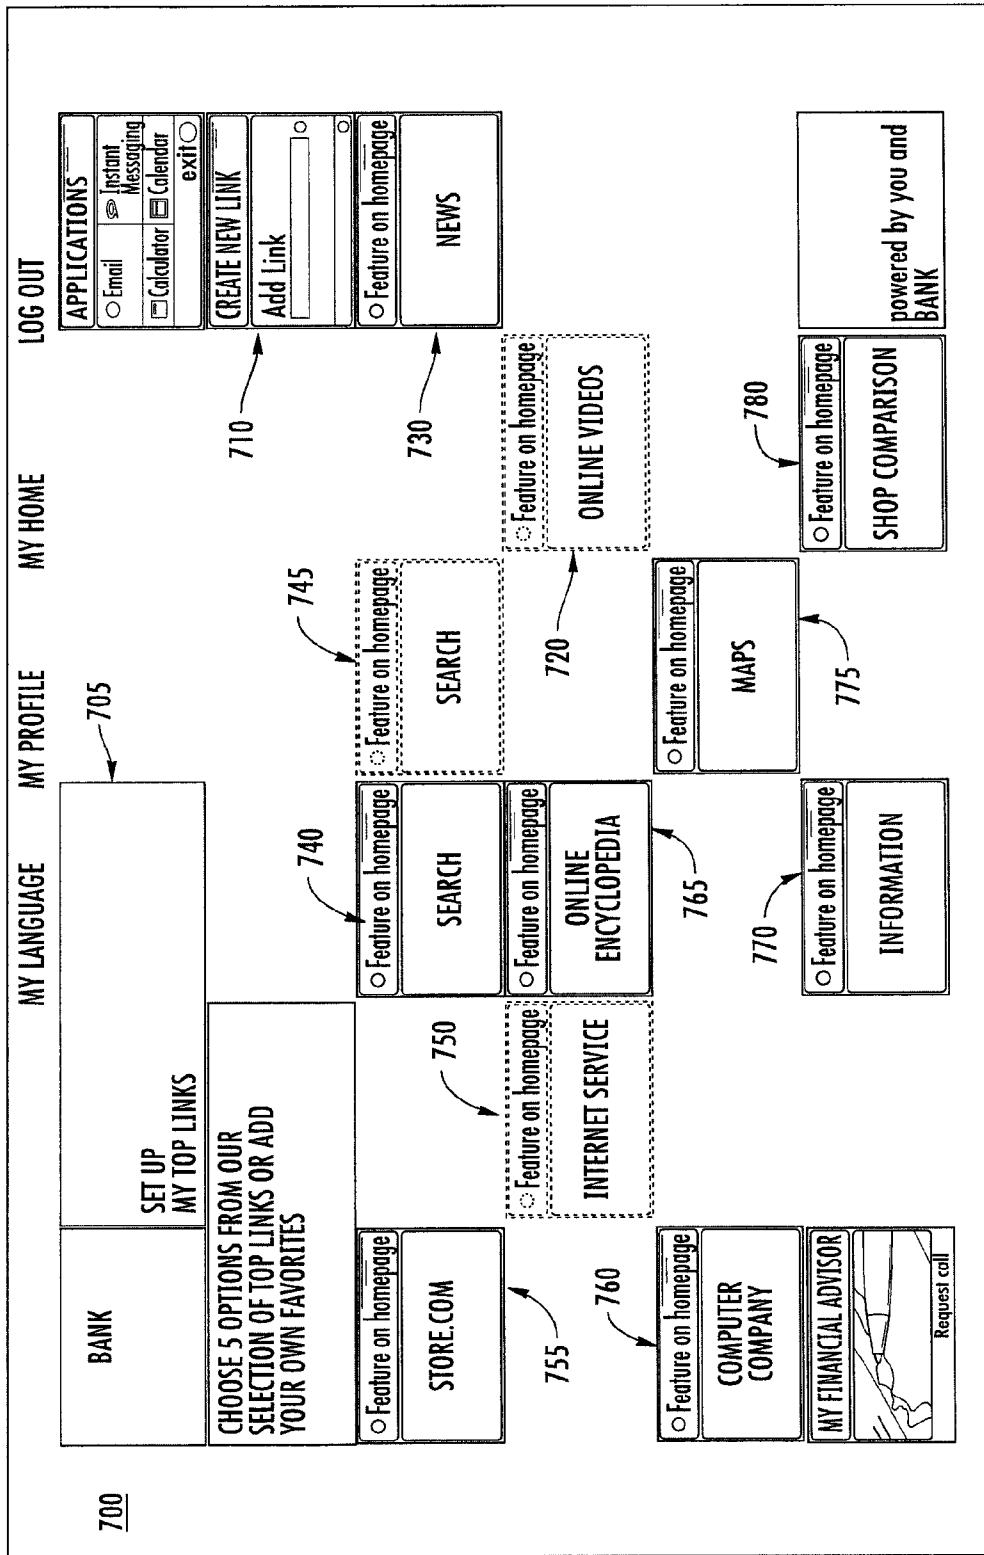 MY LANGUAGE
MY PROFILE
MY HOME
LOG OUT
BANK
SET UP
MY TOP LINKS
705
APPLICATIONS
Email
Instant
Messaging
Calculator
Calendar
exit
CHOOSE 5 OPTIONS FROM OUR
SELECTION OF TOP LINKS OR ADD
YOUR OWN FAVORITES
CREATE NEW LINK
Add Link
710
740
745
Feature on homepage
STORE.COM
755
Feature on homepage
SEARCH
Feature on homepage
SEARCH
Feature on homepage
NEWS
730
750
Feature on homepage
INTERNET SERVICE
Feature on homepage
ONLINE
ENCYCLOPEDIA
765
Feature on homepage
ONLINE VIDEOS
720
760
Feature on homepage
COMPUTER
COMPANY
Feature on homepage
MAPS
775
MY FINANCIAL ADVISOR
Request call
770
Feature on homepage
INFORMATION
780
Feature on homepage
SHOP COMPARISON
powered by you and
BANK
700